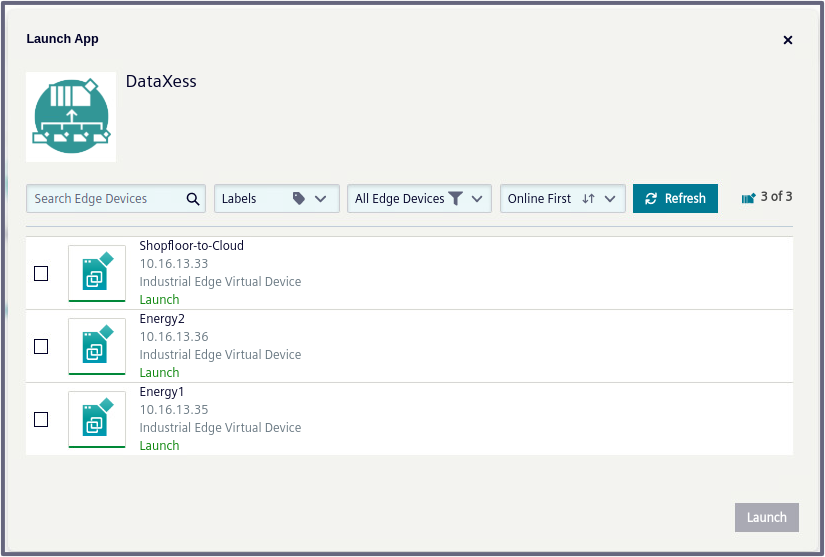 Launch App
DataXess
Search Edge Devices Labels All Edge Devices Online First Refresh 3 of 3
Shopfloor-to-Cloud
10.16.13.33
Industrial Edge Virtual Device
Launch
Energy2
10.16.13.36
Industrial Edge Virtual Device
Launch
Energy1
10.16.13.35
Industrial Edge Virtual Device
Launch
Launch